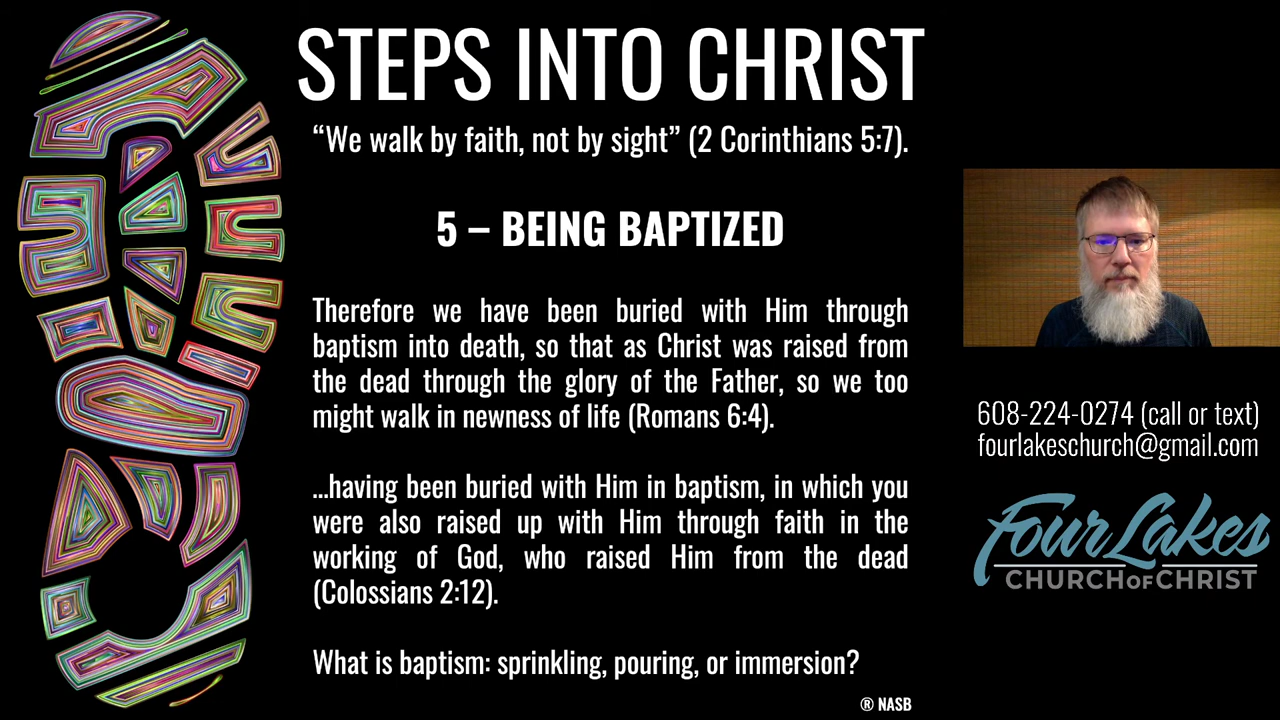 STEPS INTO CHRIST
“We walk by faith, not by sight” (2 Corinthians 5:7).
5 – BEING BAPTIZED
Therefore we have been buried with Him through
baptism into death, so that as Christ was raised from
the dead through the glory of the Father, so we too
might walk in newness of life (Romans 6:4).
...having been buried with Him in baptism, in which you
were also raised up with Him through faith in the
working of God, who raised Him from the dead
(Colossians 2:12).
What is baptism: sprinkling, pouring, or immersion?
® NASB
608-224-0274 (call or text)
fourlakeschurch@gmail.com
Four Lakes
CHURCH OF CHRIST